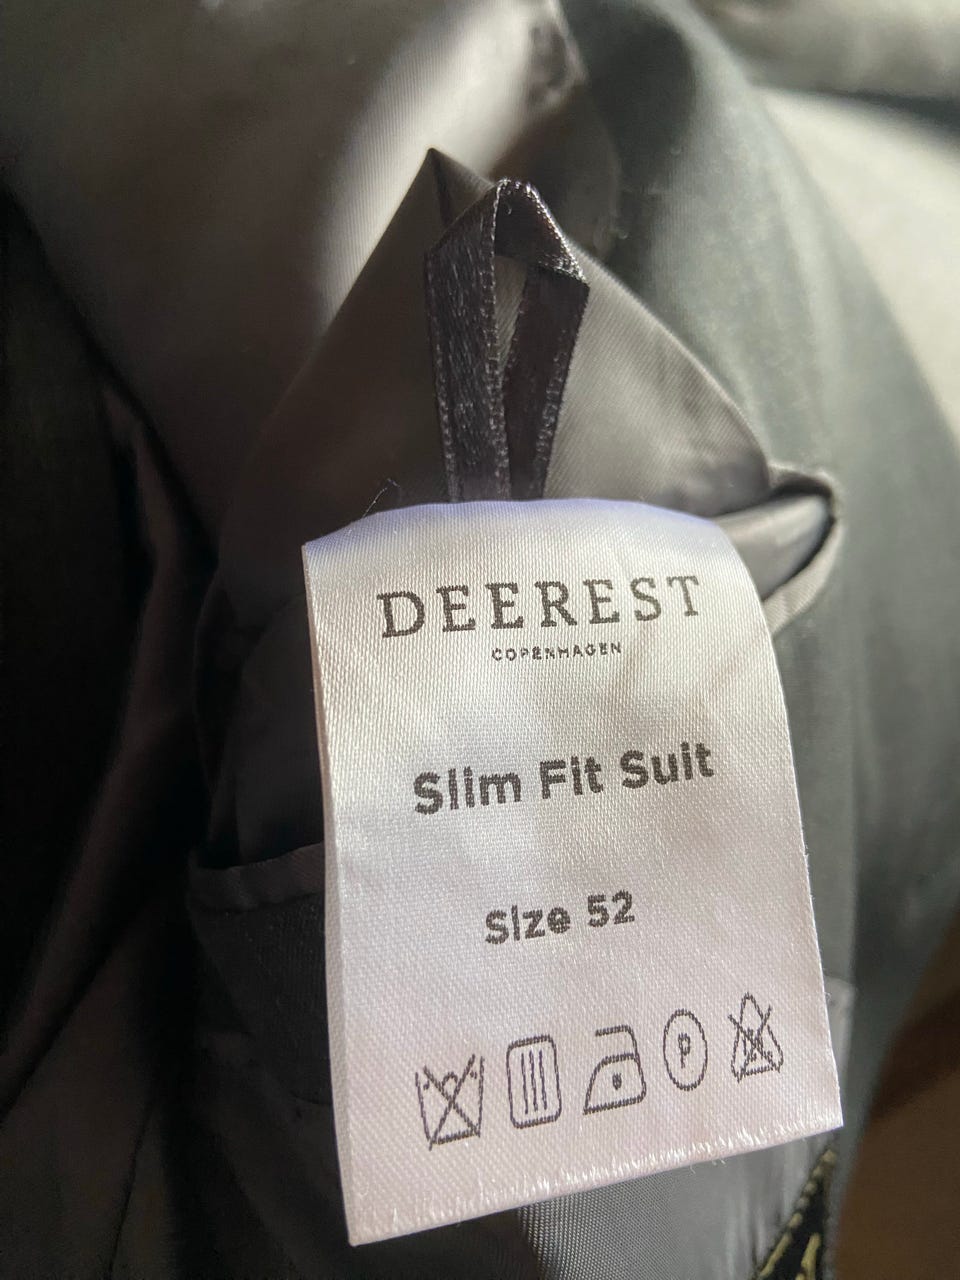 DEEREST
COPENHAGEN
Slim Fit Suit
Size 52
P